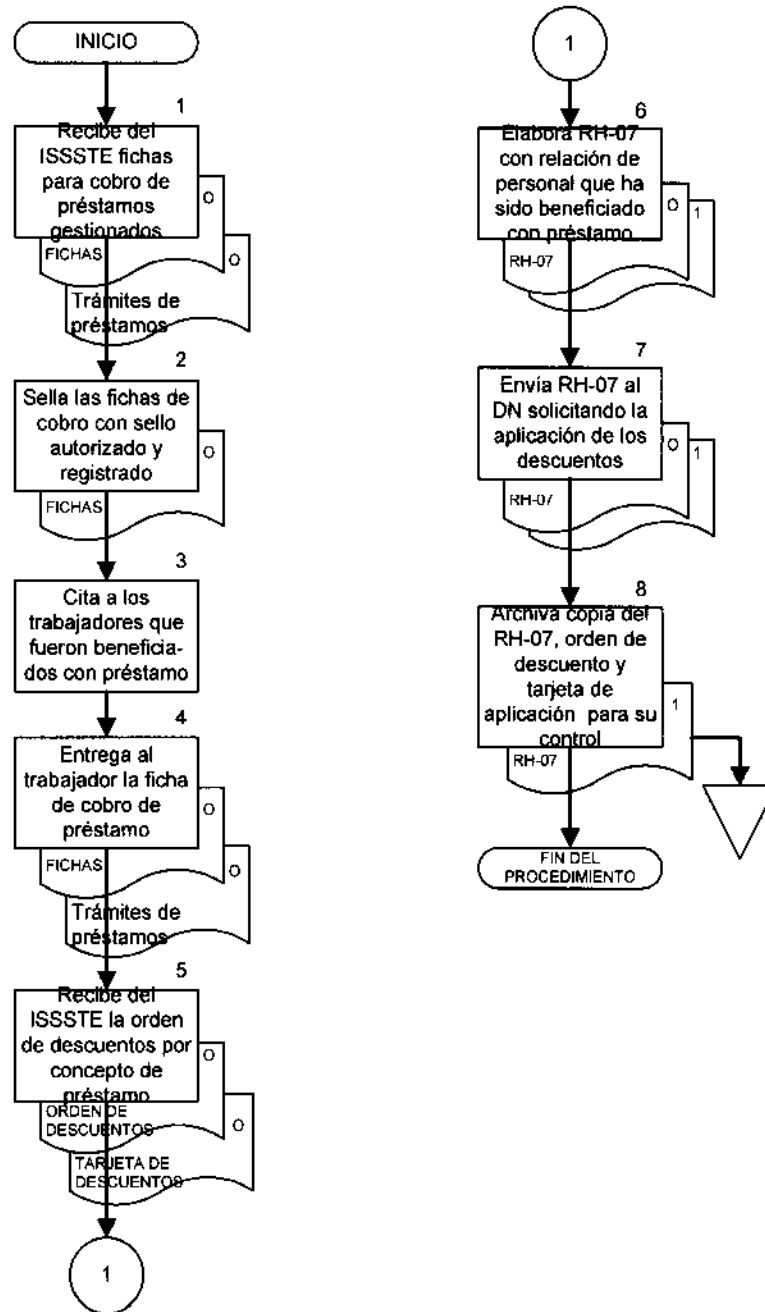 INICIO
1
Recibe del
ISSSTE fichas
para cobro de
préstamos
gestionados
O
FICHAS
O
Trámites de
préstamos
2
Sella las fichas de
cobro con sello
autorizado y
registrado
O
FICHAS
3
Cita a los
trabajadores que
fueron beneficia-
dos con préstamo
4
Entrega al
trabajador la ficha
de cobro de
préstamo
O
FICHAS
O
Trámites de
préstamos
5
Recibe del
ISSSTE la orden
de descuentos por
concepto de
préstamo
O
ORDEN DE
DESCUENTOS
O
TARJETA DE
DESCUENTOS
1
1
6
Elabora RH-07
con relación de
personal que ha
sido beneficiado
con préstamo
O
1
RH-07
7
Envía RH-07 al
DN solicitando la
aplicación de los
descuentos
O
1
RH-07
8
Archiva copia del
RH-07, orden de
descuento y
tarjeta de
aplicación para su
control
1
RH-07
FIN DEL
PROCEDIMIENTO